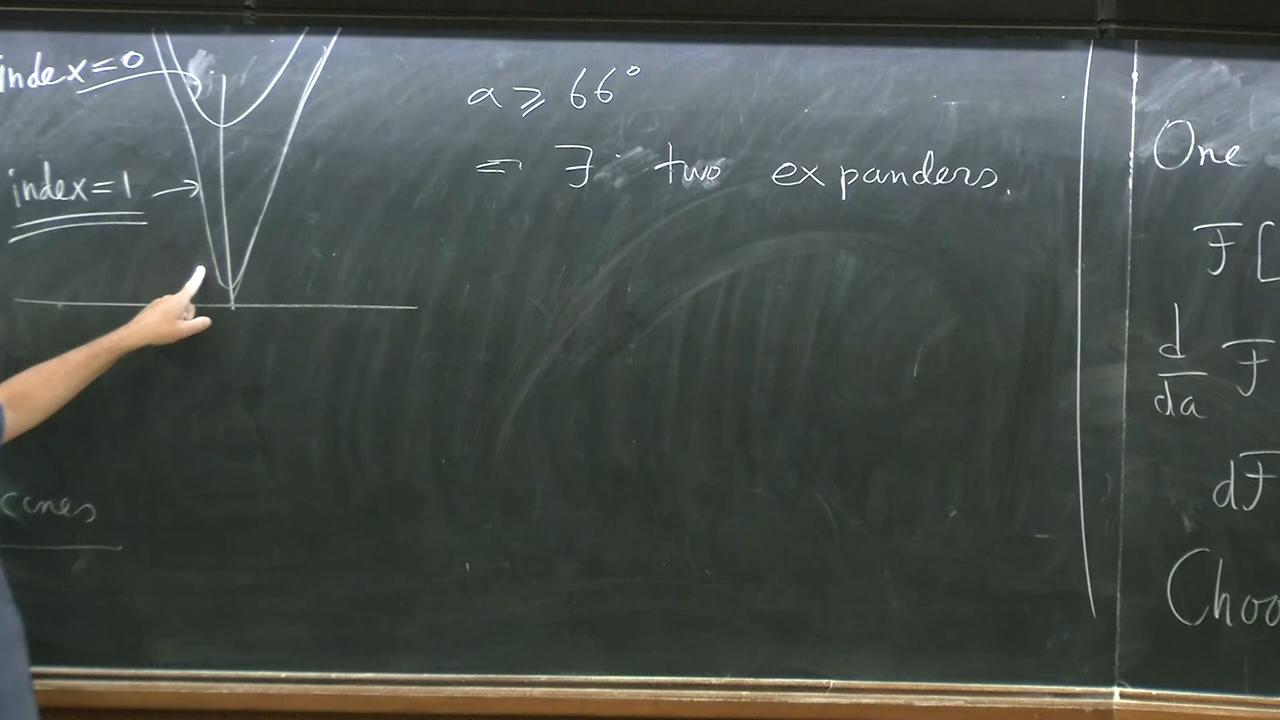 index=0
index=1
cones
a ⩾ 66°
= ∃ two expanders.
One
F [
d/da F
dF
Choo